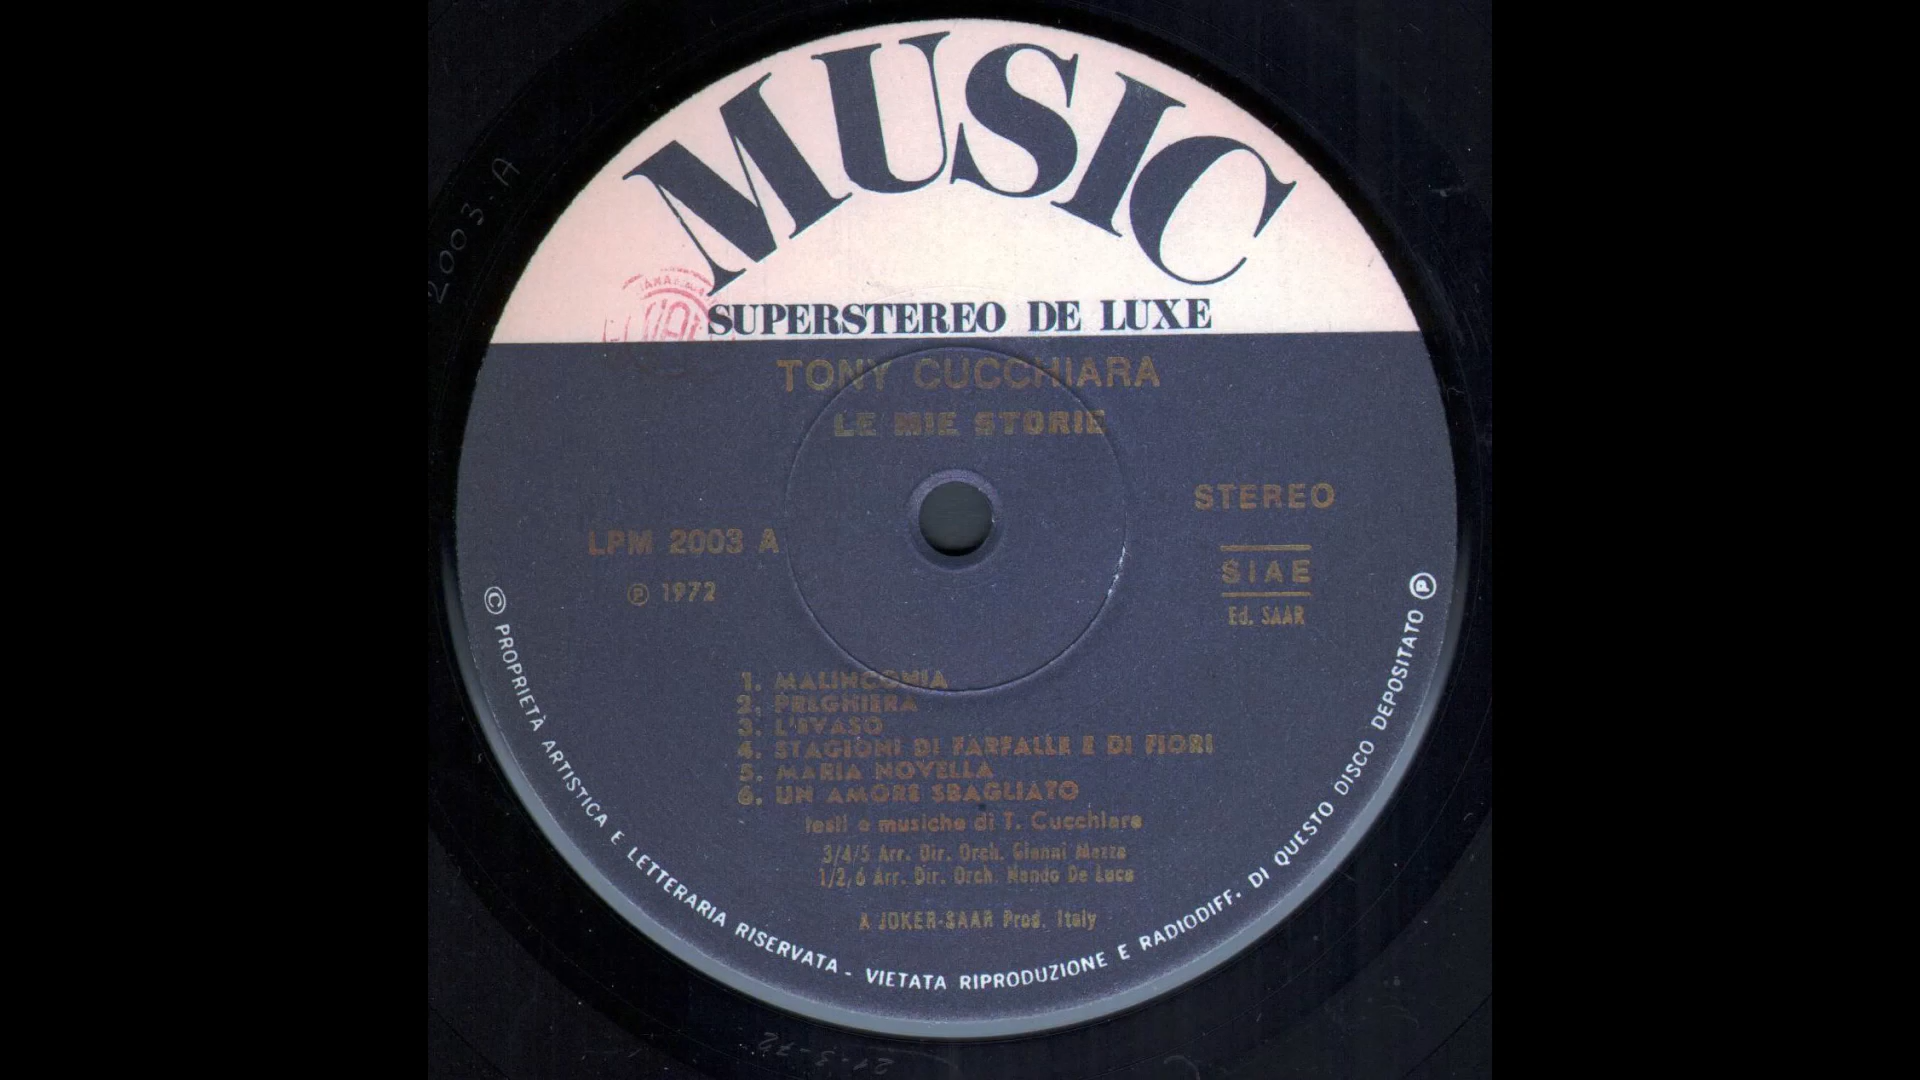 MUSIC
SUPERSTEREO DE LUXE
TONY CUCCHIARA
LE MIE STORIE
STEREO
LPM 2003 A
℗ 1972
SIAE
Ed. SAAR
1. MALINCONIA
2. PREGHIERA
3. L'EVASO
4. STAGIONI DI FARFALLE E DI FIORI
5. MARIA NOVELLA
6. UN AMORE SBAGLIATO
testi e musiche di T. Cucchiara
3/4/5 Arr. Dir. Orch. Gianni Mazza
1/2,6 Arr. Dir. Orch. Nando De Luca
A JOKER-SAAR Prod. Italy
© PROPRIETÀ ARTISTICA E LETTERARIA RISERVATA - VIETATA RIPRODUZIONE E RADIODIFF. DI QUESTO DISCO DEPOSITATO ℗
2003.A
21-3-72